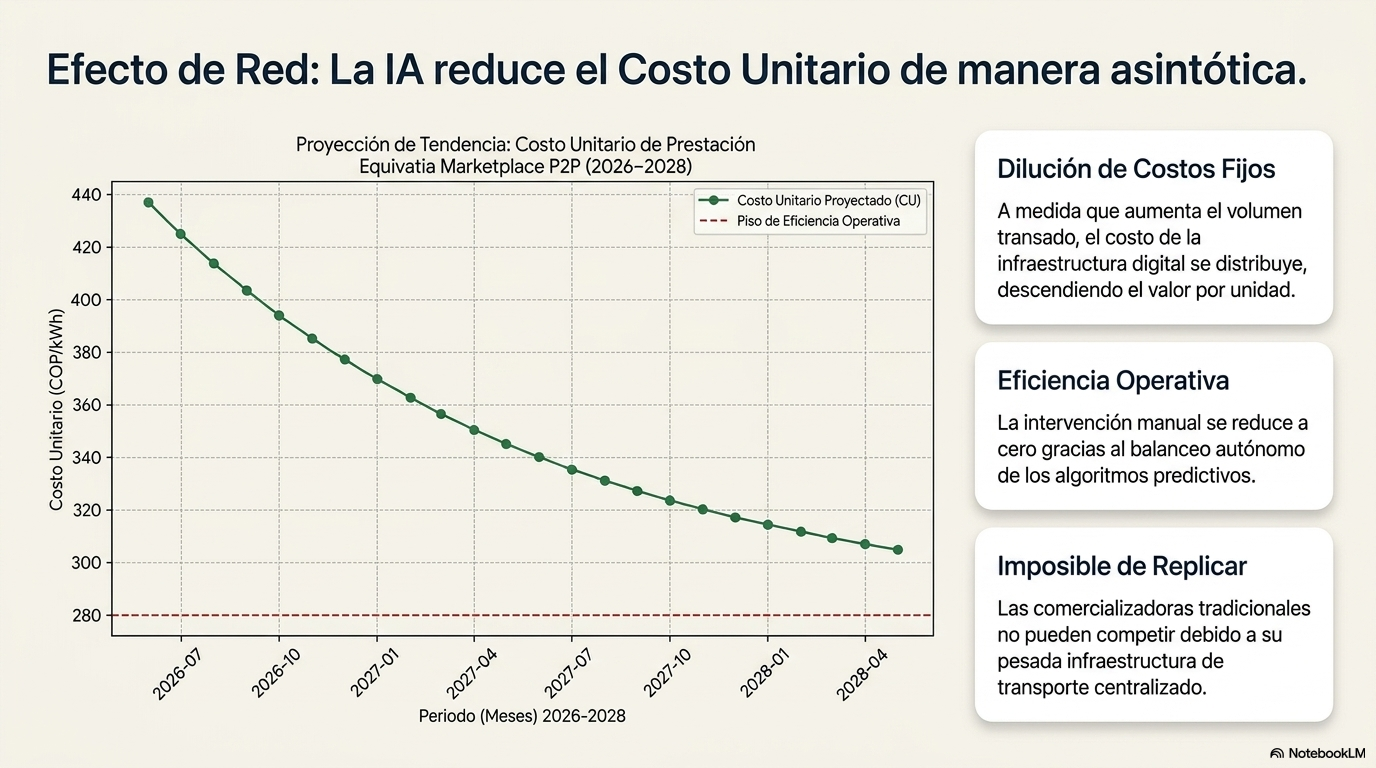 Efecto de Red: La IA reduce el Costo Unitario de manera asintótica.
Proyección de Tendencia: Costo Unitario de Prestación
Equivatia Marketplace P2P (2026–2028)
Costo Unitario Proyectado (CU)
Piso de Eficiencia Operativa
Costo Unitario (COP/kWh)
440
420
400
380
360
340
320
300
280
2026-07
2026-10
2027-01
2027-04
2027-07
2027-10
2028-01
2028-04
Periodo (Meses) 2026-2028
Dilución de Costos Fijos
A medida que aumenta el volumen
transado, el costo de la
infraestructura digital se distribuye,
descendiendo el valor por unidad.
Eficiencia Operativa
La intervención manual se reduce a
cero gracias al balanceo autónomo
de los algoritmos predictivos.
Imposible de Replicar
Las comercializadoras tradicionales
no pueden competir debido a su
pesada infraestructura de
transporte centralizado.
NotebookLM